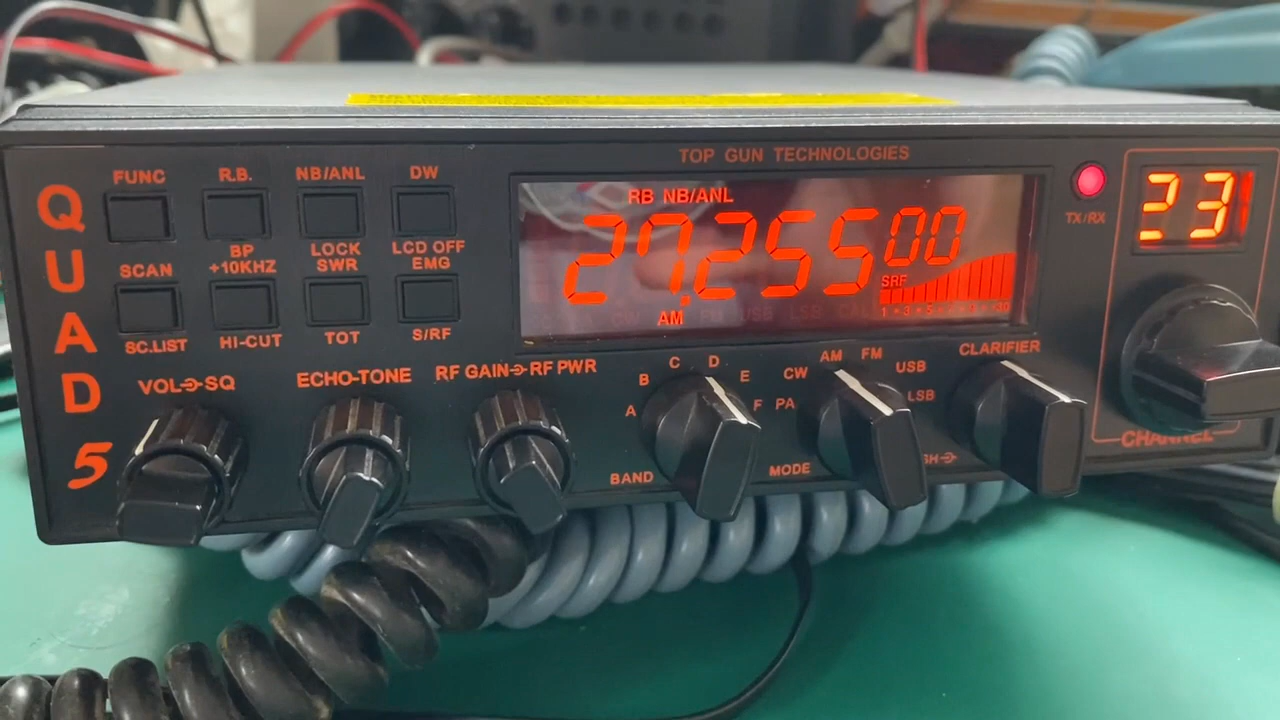 TOP GUN TECHNOLOGIES
QUAD 5
FUNC R.B. NB/ANL DW
SCAN BP +10KHZ LOCK SWR LCD OFF EMG
SC.LIST HI-CUT TOT S/RF
RB NB/ANL
27.25500
SRF
AM
TX/RX
23
VOL SQ ECHO-TONE RF GAIN RF PWR
A B C D E F
BAND
PA CW AM FM USB LSB
MODE
CLARIFIER
CHANNEL